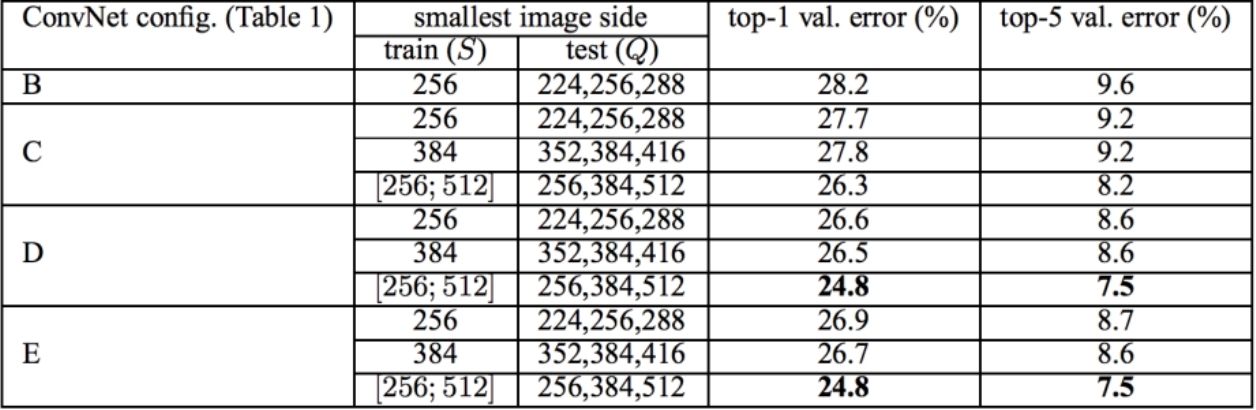 ConvNet config. (Table 1) smallest image side top-1 val. error (%) top-5 val. error (%)
train (S) test (Q)
B 256 224,256,288 28.2 9.6
256 224,256,288 27.7 9.2
C 384 352,384,416 27.8 9.2
[256; 512] 256,384,512 26.3 8.2
256 224,256,288 26.6 8.6
D 384 352,384,416 26.5 8.6
[256; 512] 256,384,512 24.8 7.5
256 224,256,288 26.9 8.7
E 384 352,384,416 26.7 8.6
[256; 512] 256,384,512 24.8 7.5